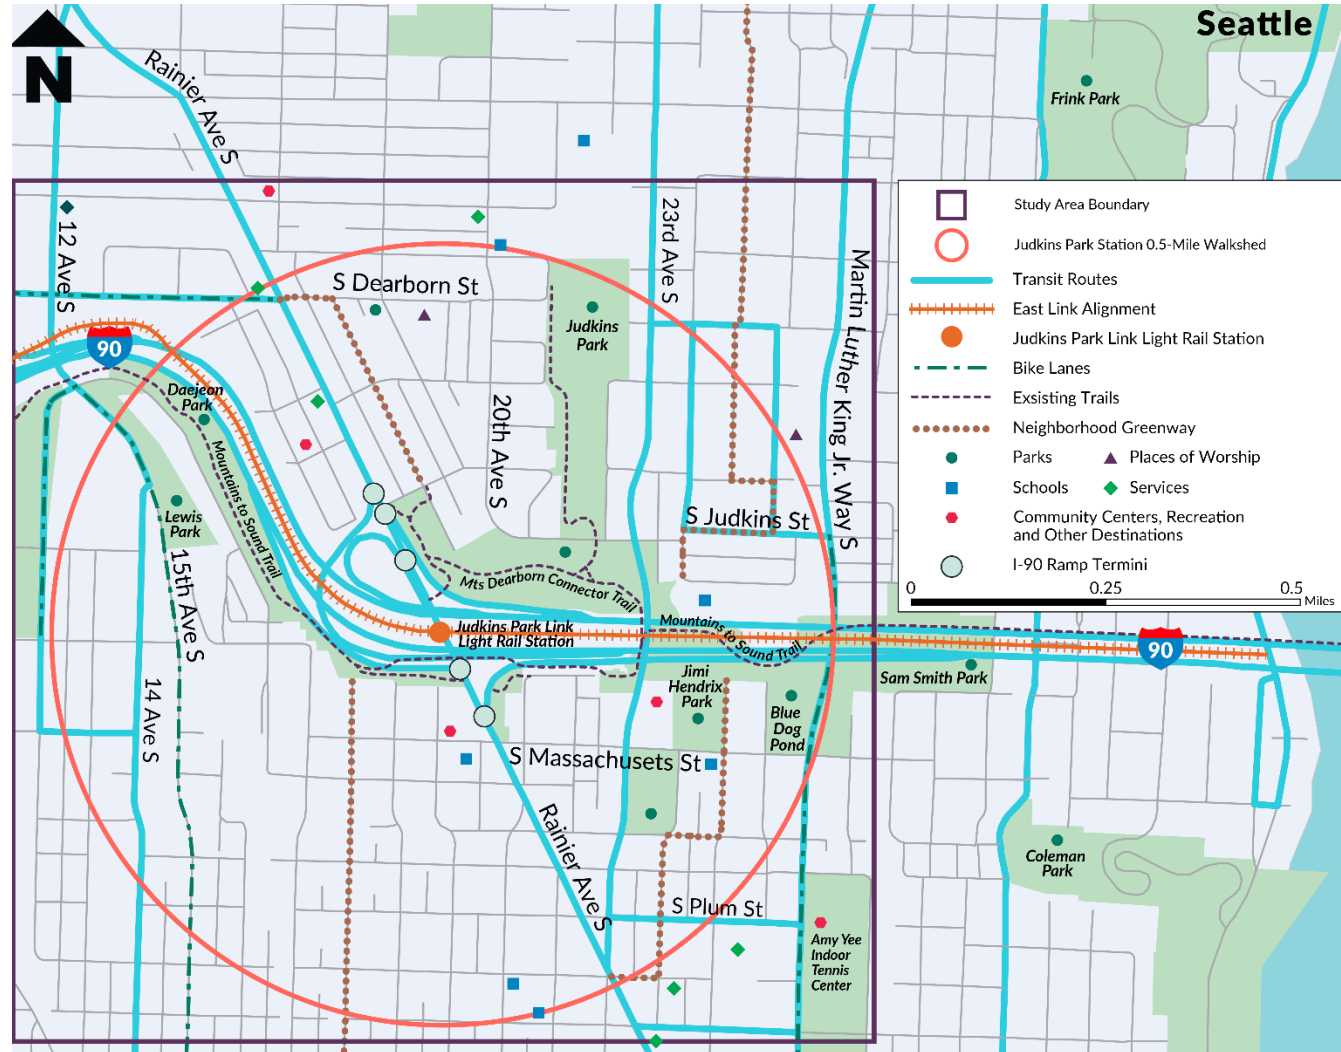 Seattle
N
Rainier Ave S
Frink Park
12 Ave S
23rd Ave S
Martin Luther King Jr. Way S
S Dearborn St
Judkins
Park
90
Daejeon
Park
20th Ave S
Mountains to Sound Trail
Lewis
Park
15th Ave S
S Judkins St
Mts Dearborn Connector Trail
Judkins Park Link
Light Rail Station
Mountains to Sound Trail
14 Ave S
Jimi
Hendrix
Park
Blue
Dog
Pond
Sam Smith Park
90
S Massachusets St
Rainier Ave S
Coleman
Park
S Plum St
Amy Yee
Indoor
Tennis
Center
Study Area Boundary
Judkins Park Station 0.5-Mile Walkshed
Transit Routes
East Link Alignment
Judkins Park Link Light Rail Station
Bike Lanes
Exsisting Trails
Neighborhood Greenway
Parks
Places of Worship
Schools
Services
Community Centers, Recreation
and Other Destinations
I-90 Ramp Termini
0 0.25 0.5
Miles